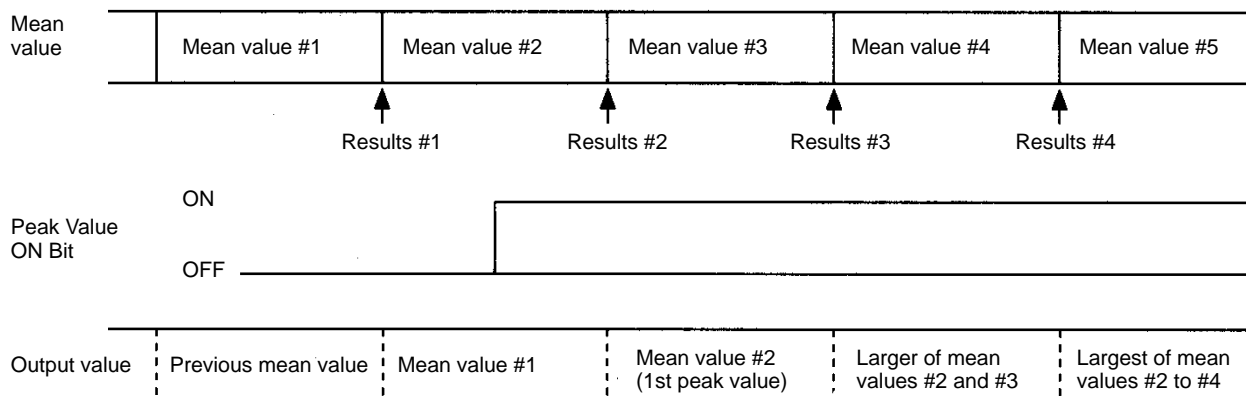 Mean
value
Mean value #1
Mean value #2
Mean value #3
Mean value #4
Mean value #5
Results #1
Results #2
Results #3
Results #4
Peak Value
ON Bit
ON
OFF
Output value
Previous mean value
Mean value #1
Mean value #2
(1st peak value)
Larger of mean
values #2 and #3
Largest of mean
values #2 to #4